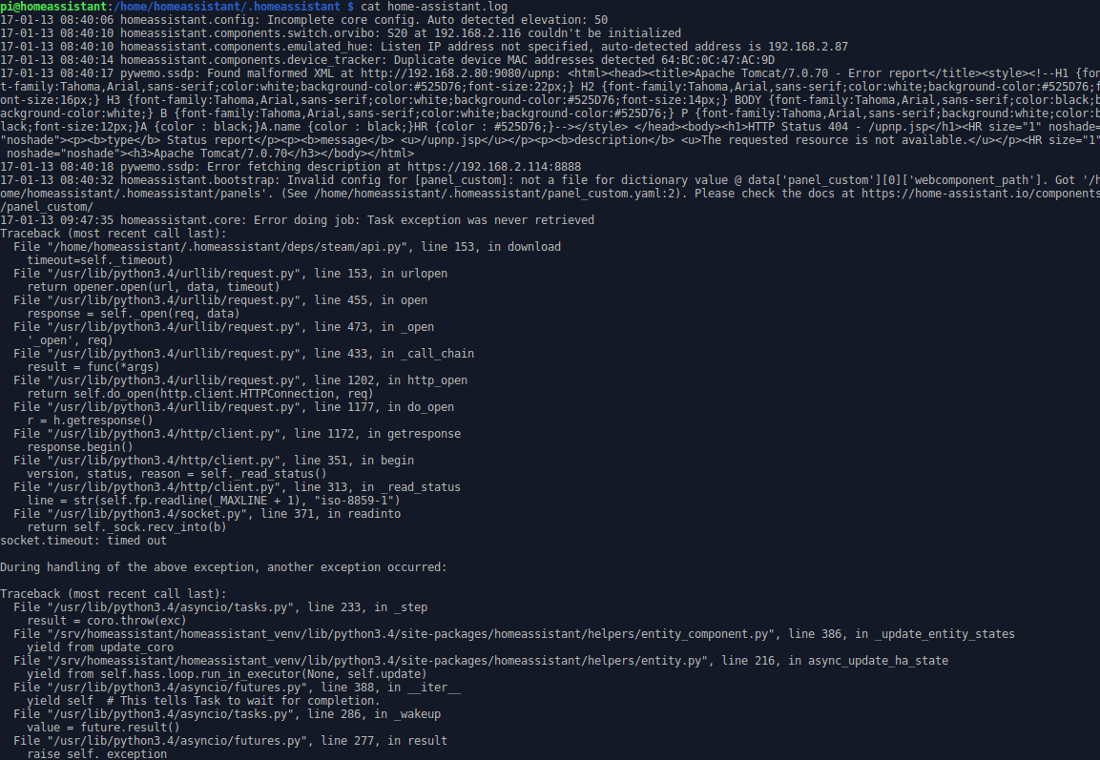 pi@homeassistant:/home/homeassistant/.homeassistant $ cat home-assistant.log
17-01-13 08:40:06 homeassistant.config: Incomplete core config. Auto detected elevation: 50
17-01-13 08:40:10 homeassistant.components.switch.orvibo: S20 at 192.168.2.116 couldn't be initialized
17-01-13 08:40:10 homeassistant.components.emulated_hue: Listen IP address not specified, auto-detected address is 192.168.2.87
17-01-13 08:40:14 homeassistant.components.device_tracker: Duplicate device MAC addresses detected 64:BC:0C:47:AC:9D
17-01-13 08:40:17 pywemo.ssdp: Found malformed XML at http://192.168.2.80:9080/upnp: <html><head><title>Apache Tomcat/7.0.70 - Error report</title><style><!--H1 {fon
t-family:Tahoma,Arial,sans-serif;color:white;background-color:#525D76;font-size:22px;} H2 {font-family:Tahoma,Arial,sans-serif;color:white;background-color:#525D76;f
ont-size:16px;} H3 {font-family:Tahoma,Arial,sans-serif;color:white;background-color:#525D76;font-size:14px;} BODY {font-family:Tahoma,Arial,sans-serif;color:black;b
ackground-color:white;} B {font-family:Tahoma,Arial,sans-serif;color:white;background-color:#525D76;} P {font-family:Tahoma,Arial,sans-serif;background:white;color:b
lack;font-size:12px;}A {color : black;}A.name {color : black;}HR {color : #525D76;}--></style> </head><body><h1>HTTP Status 404 - /upnp.jsp</h1><HR size="1" noshade=
"noshade"><p><b>type</b> Status report</p><p><b>message</b> <u>/upnp.jsp</u></p><p><b>description</b> <u>The requested resource is not available.</u></p><HR size="1"
 noshade="noshade"><h3>Apache Tomcat/7.0.70</h3></body></html>
17-01-13 08:40:18 pywemo.ssdp: Error fetching description at https://192.168.2.114:8888
17-01-13 08:40:32 homeassistant.bootstrap: Invalid config for [panel_custom]: not a file for dictionary value @ data['panel_custom'][0]['webcomponent_path']. Got '/h
ome/homeassistant/.homeassistant/panels'. (See /home/homeassistant/.homeassistant/panel_custom.yaml:2). Please check the docs at https://home-assistant.io/components
/panel_custom/
17-01-13 09:47:35 homeassistant.core: Error doing job: Task exception was never retrieved
Traceback (most recent call last):
  File "/home/homeassistant/.homeassistant/deps/steam/api.py", line 153, in download
    timeout=self._timeout)
  File "/usr/lib/python3.4/urllib/request.py", line 153, in urlopen
    return opener.open(url, data, timeout)
  File "/usr/lib/python3.4/urllib/request.py", line 455, in open
    response = self._open(req, data)
  File "/usr/lib/python3.4/urllib/request.py", line 473, in _open
    '_open', req)
  File "/usr/lib/python3.4/urllib/request.py", line 433, in _call_chain
    result = func(*args)
  File "/usr/lib/python3.4/urllib/request.py", line 1202, in http_open
    return self.do_open(http.client.HTTPConnection, req)
  File "/usr/lib/python3.4/urllib/request.py", line 1177, in do_open
    r = h.getresponse()
  File "/usr/lib/python3.4/http/client.py", line 1172, in getresponse
    response.begin()
  File "/usr/lib/python3.4/http/client.py", line 351, in begin
    version, status, reason = self._read_status()
  File "/usr/lib/python3.4/http/client.py", line 313, in _read_status
    line = str(self.fp.readline(_MAXLINE + 1), "iso-8859-1")
  File "/usr/lib/python3.4/socket.py", line 371, in readinto
    return self._sock.recv_into(b)
socket.timeout: timed out
During handling of the above exception, another exception occurred:
Traceback (most recent call last):
  File "/usr/lib/python3.4/asyncio/tasks.py", line 233, in _step
    result = coro.throw(exc)
  File "/srv/homeassistant/homeassistant_venv/lib/python3.4/site-packages/homeassistant/helpers/entity_component.py", line 386, in _update_entity_states
    yield from update_coro
  File "/srv/homeassistant/homeassistant_venv/lib/python3.4/site-packages/homeassistant/helpers/entity.py", line 216, in async_update_ha_state
    yield from self.hass.loop.run_in_executor(None, self.update)
  File "/usr/lib/python3.4/asyncio/futures.py", line 388, in __iter__
    yield self  # This tells Task to wait for completion.
  File "/usr/lib/python3.4/asyncio/tasks.py", line 286, in _wakeup
    value = future.result()
  File "/usr/lib/python3.4/asyncio/futures.py", line 277, in result
    raise self._exception